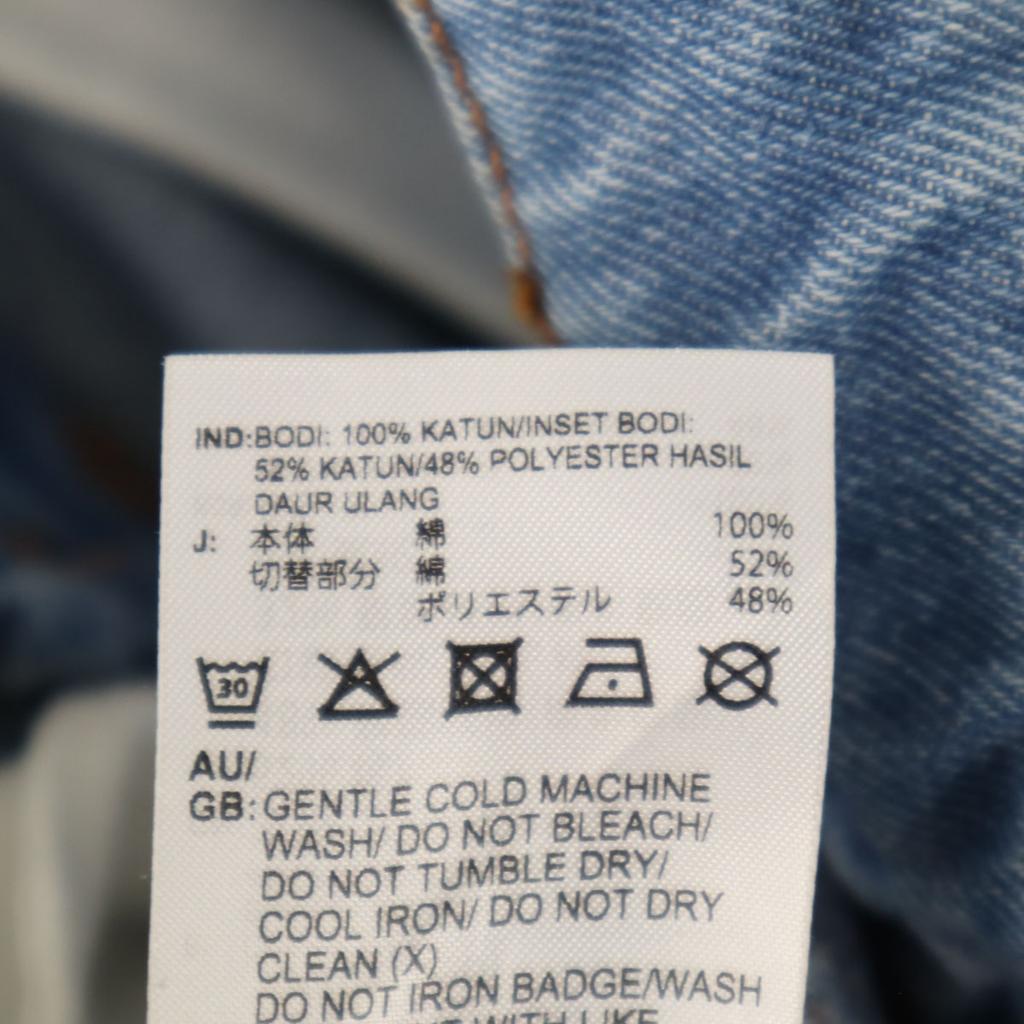 IND:BODI: 100% KATUN/INSET BODI:
52% KATUN/48% POLYESTER HASIL
DAUR ULANG
J: 本体 綿 100%
切替部分 綿 52%
ポリエステル 48%
30
AU/
GB: GENTLE COLD MACHINE
WASH/ DO NOT BLEACH/
DO NOT TUMBLE DRY/
COOL IRON/ DO NOT DRY
CLEAN (X)
DO NOT IRON BADGE/WASH
WITH LIKE